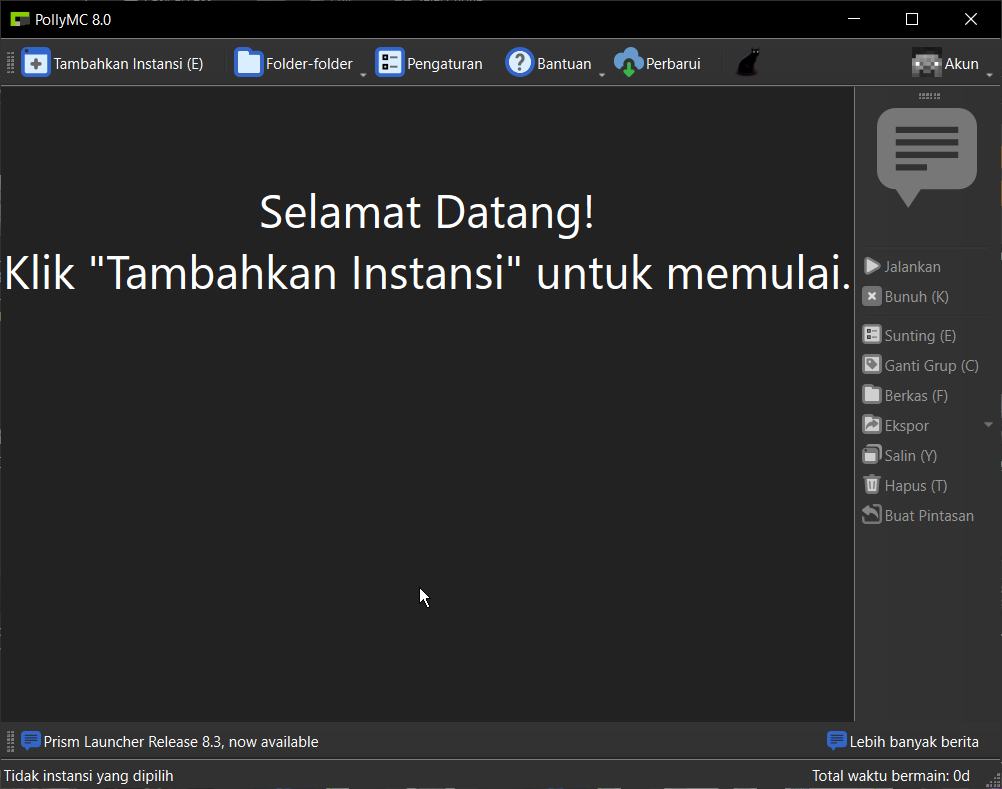 PollyMC 8.0
Tambahkan Instansi (E)
Folder-folder
Pengaturan
Bantuan
Perbarui
Akun
Selamat Datang!
Klik "Tambahkan Instansi" untuk memulai.
Jalankan
Bunuh (K)
Sunting (E)
Ganti Grup (C)
Berkas (F)
Ekspor
Salin (Y)
Hapus (T)
Buat Pintasan
Prism Launcher Release 8.3, now available
Lebih banyak berita
Tidak instansi yang dipilih
Total waktu bermain: 0d